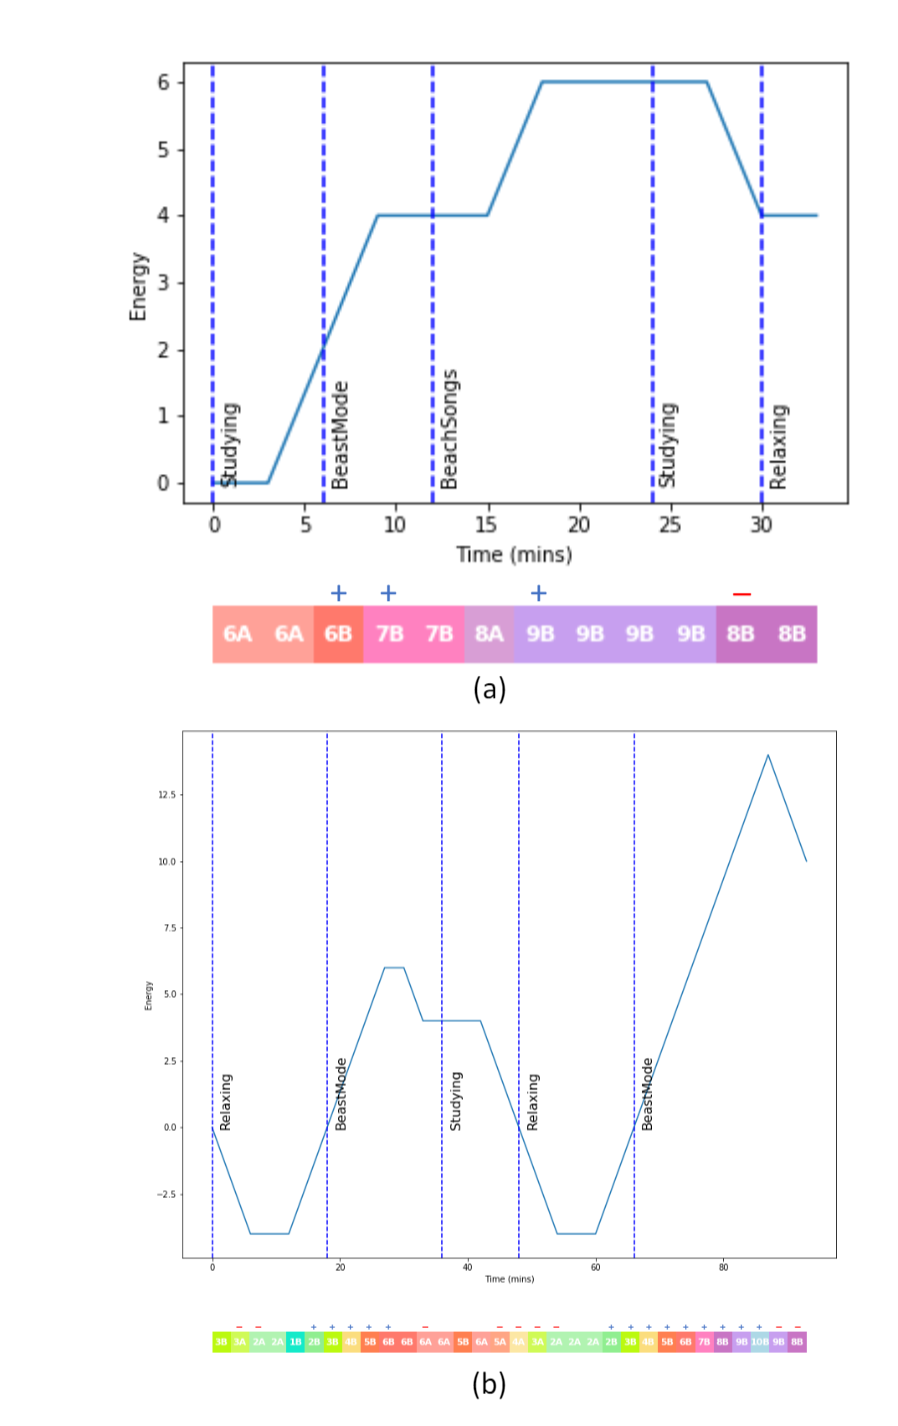 6
5
4
3
2
1
0
Energy
Studying
BeastMode
BeachSongs
Studying
Relaxing
0 5 10 15 20 25 30
Time (mins)
+ + + −
6A 6A 6B 7B 7B 8A 9B 9B 9B 9B 8B 8B
(a)
12.5
10.0
7.5
5.0
2.5
0.0
−2.5
Energy
Relaxing
BeastMode
Studying
Relaxing
BeastMode
0 20 40 60 80
Time (mins)
− − + + + + + − − − − − + + + + + + + + + − −
3B 3A 2A 2A 1B 2B 3B 4B 5B 6B 6B 6A 6A 5B 6A 5A 4A 3A 2A 2A 2A 2B 3B 4B 5B 6B 7B 8B 9B 10B 9B 8B
(b)